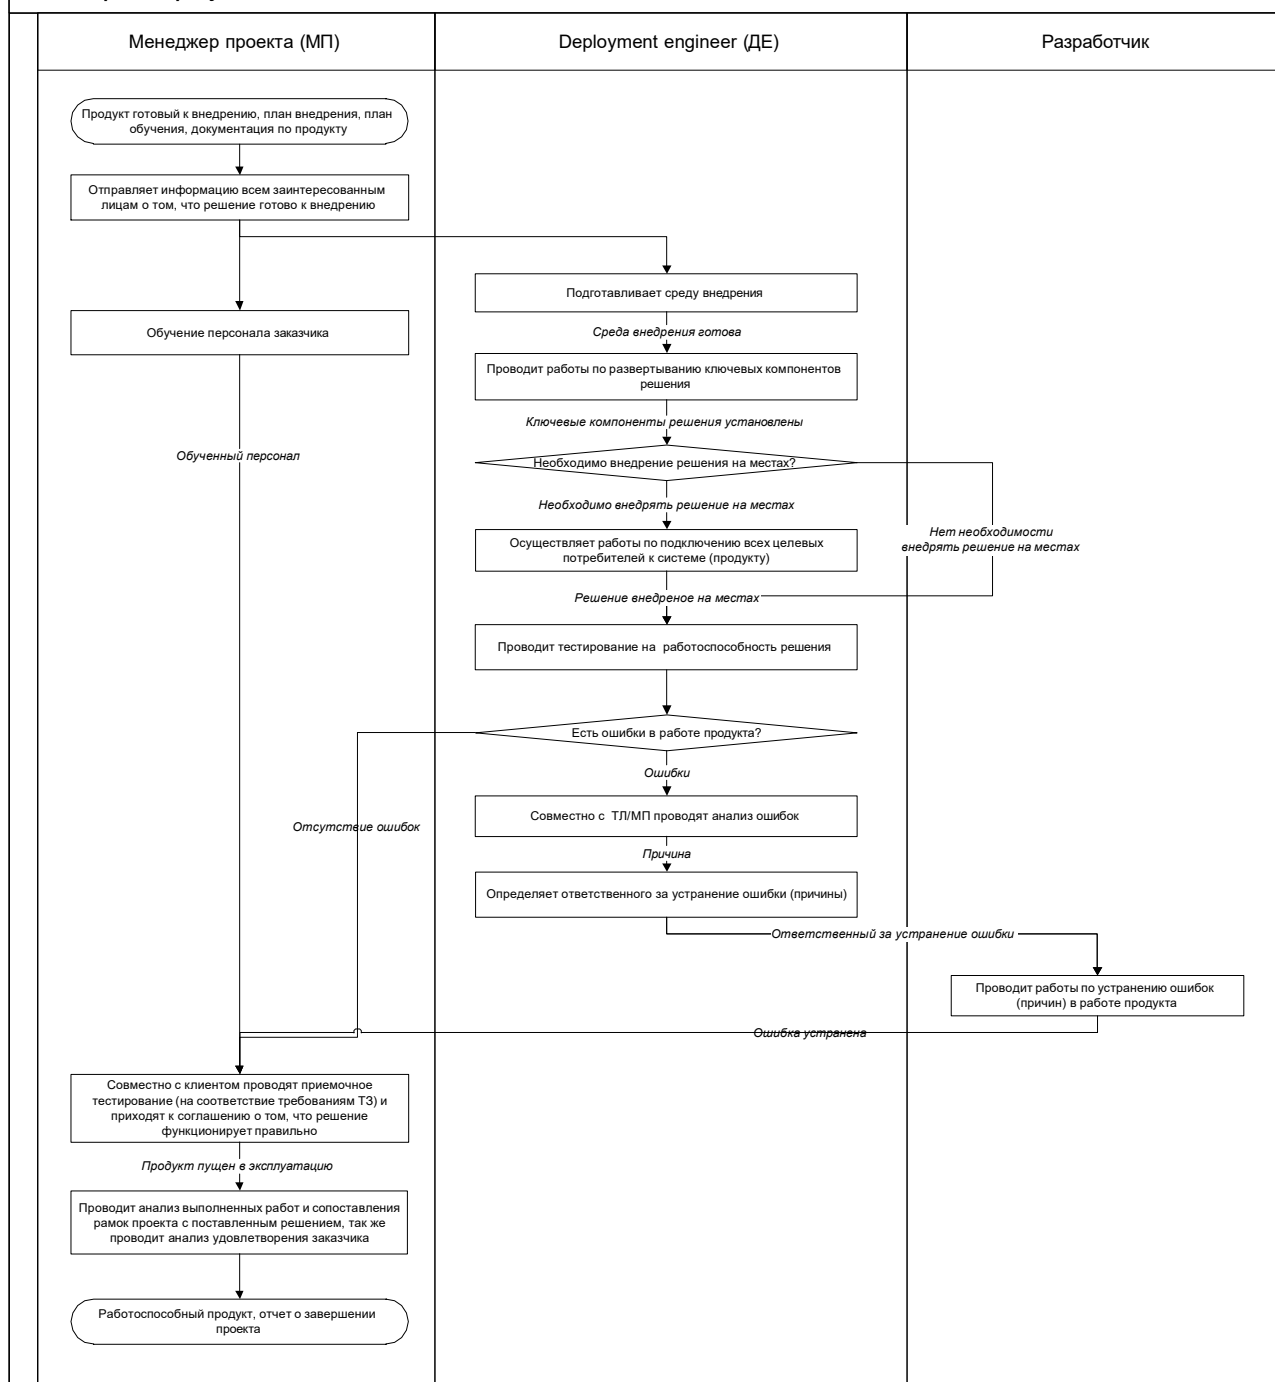 Менеджер проекта (МП)
Deployment engineer (ДЕ)
Разработчик
Продукт готовый к внедрению, план внедрения, план
обучения, документация по продукту
Отправляет информацию всем заинтересованным
лицам о том, что решение готово к внедрению
Подготавливает среду внедрения
Обучение персонала заказчика
Среда внедрения готова
Проводит работы по развертыванию ключевых компонентов
решения
Ключевые компоненты решения установлены
Обученный персонал
Необходимо внедрение решения на местах?
Необходимо внедрять решение на местах
Нет необходимости
внедрять решение на местах
Осуществляет работы по подключению всех целевых
потребителей к системе (продукту)
Решение внедреное на местах
Проводит тестирование на работоспособность решения
Есть ошибки в работе продукта?
Ошибки
Совместно с ТЛ/МП проводят анализ ошибок
Отсутствие ошибок
Причина
Определяет ответственного за устранение ошибки (причины)
Ответственный за устранение ошибки
Проводит работы по устранению ошибок
(причин) в работе продукта
Ошибка устранена
Совместно с клиентом проводят приемочное
тестирование (на соответствие требованиям ТЗ) и
приходят к соглашению о том, что решение
функционирует правильно
Продукт пущен в эксплуатацию
Проводит анализ выполненных работ и сопоставления
рамок проекта с поставленным решением, так же
проводит анализ удовлетворения заказчика
Работоспособный продукт, отчет о завершении
проекта